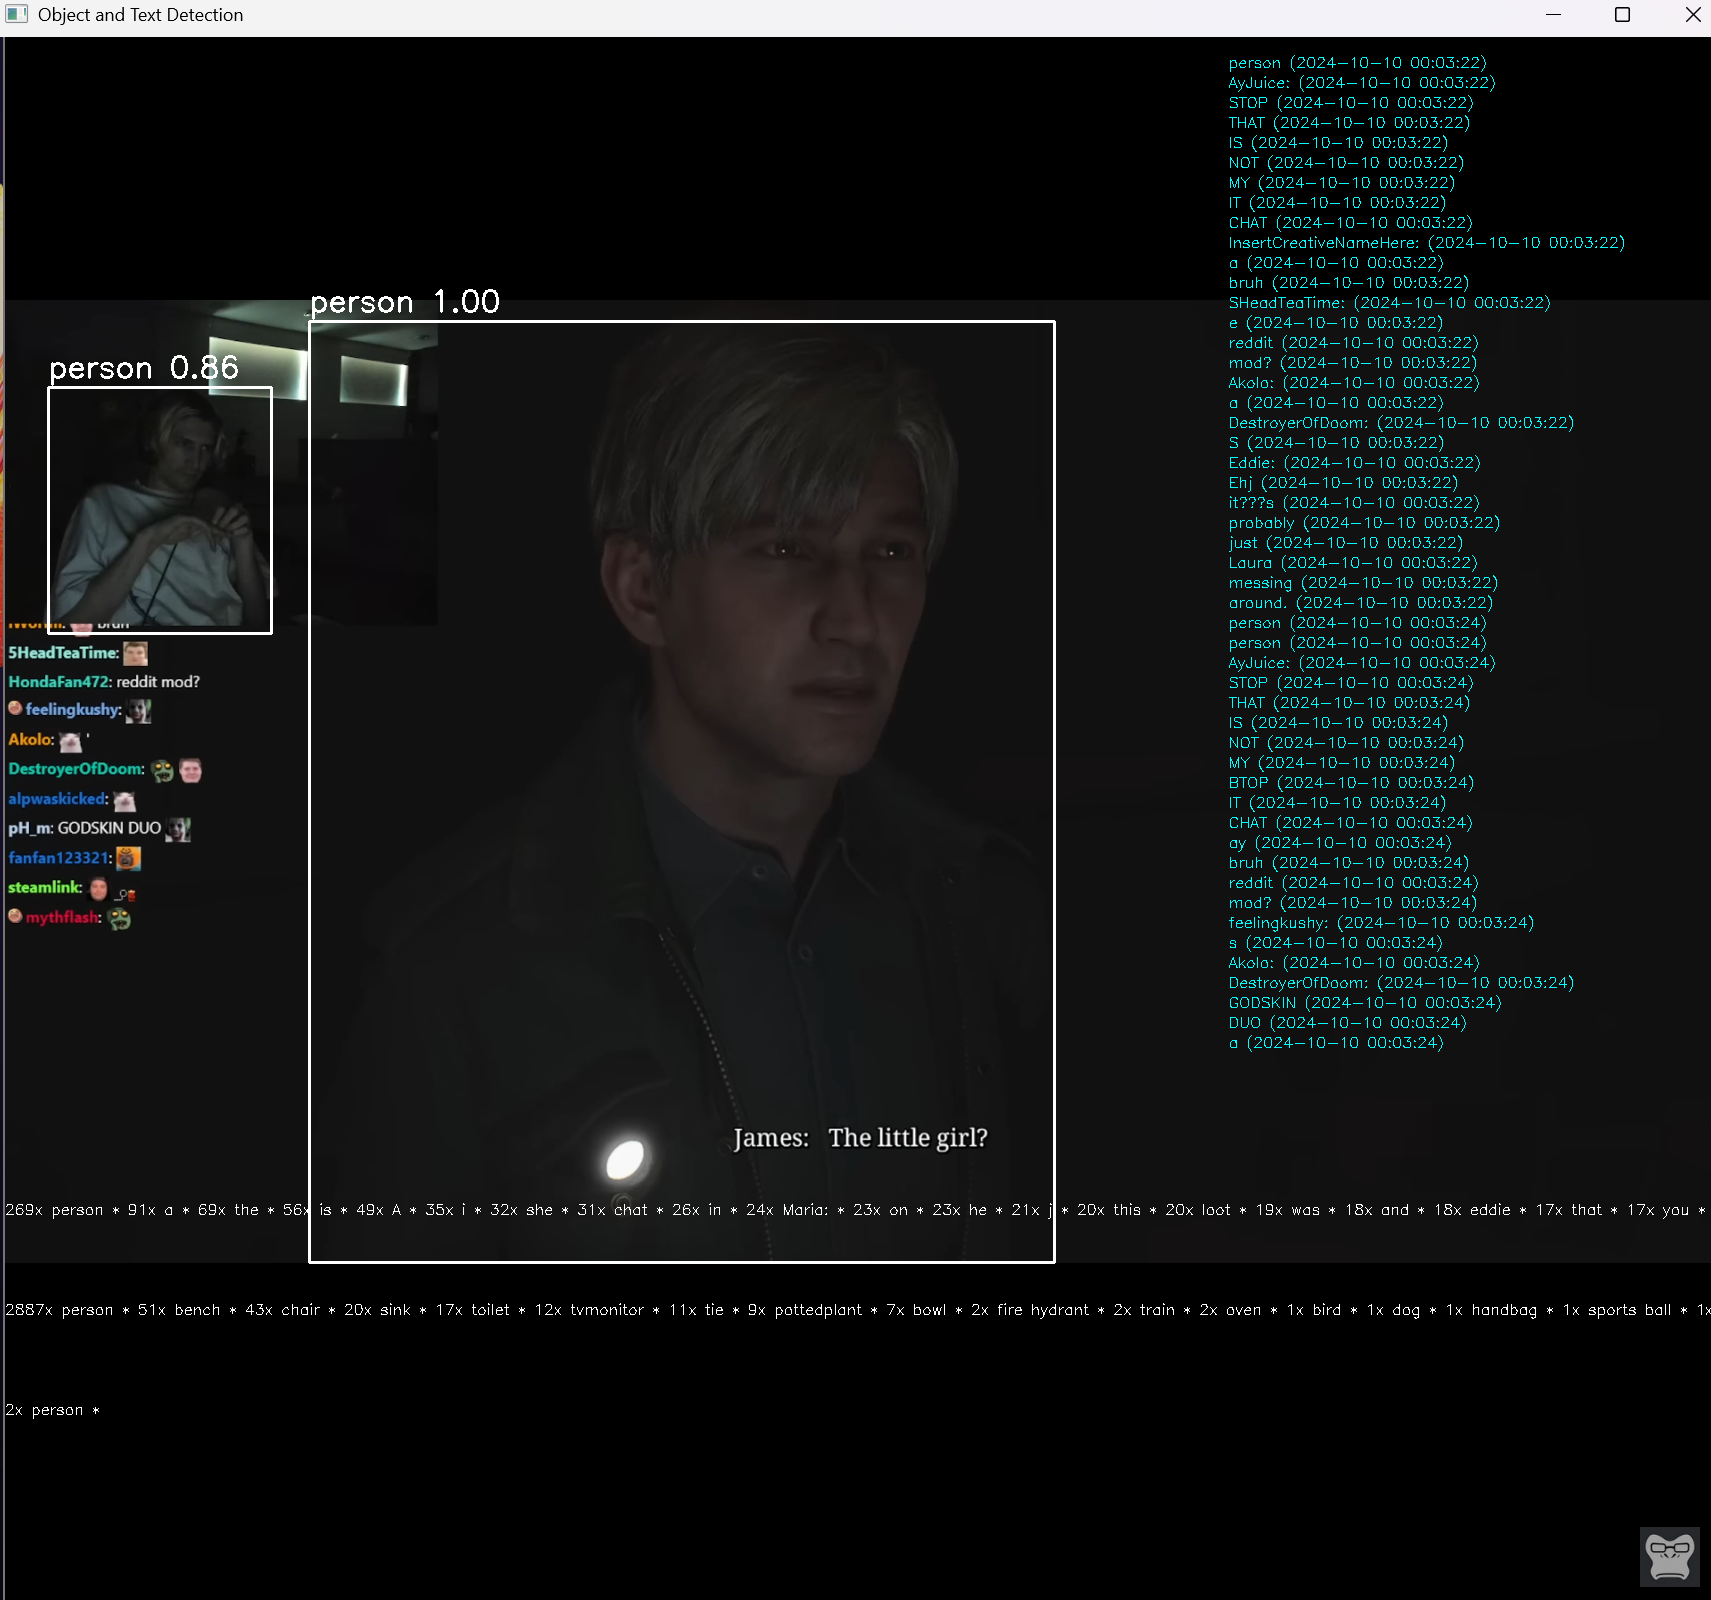 Object and Text Detection
person (2024-10-10 00:03:22)
AyJuice: (2024-10-10 00:03:22)
STOP (2024-10-10 00:03:22)
THAT (2024-10-10 00:03:22)
IS (2024-10-10 00:03:22)
NOT (2024-10-10 00:03:22)
MY (2024-10-10 00:03:22)
IT (2024-10-10 00:03:22)
CHAT (2024-10-10 00:03:22)
InsertCreativeNameHere: (2024-10-10 00:03:22)
a (2024-10-10 00:03:22)
bruh (2024-10-10 00:03:22)
SHeadTeaTime: (2024-10-10 00:03:22)
e (2024-10-10 00:03:22)
reddit (2024-10-10 00:03:22)
mod? (2024-10-10 00:03:22)
Akolo: (2024-10-10 00:03:22)
a (2024-10-10 00:03:22)
DestroyerOfDoom: (2024-10-10 00:03:22)
S (2024-10-10 00:03:22)
Eddie: (2024-10-10 00:03:22)
Ehj (2024-10-10 00:03:22)
it???s (2024-10-10 00:03:22)
probably (2024-10-10 00:03:22)
just (2024-10-10 00:03:22)
Laura (2024-10-10 00:03:22)
messing (2024-10-10 00:03:22)
around. (2024-10-10 00:03:22)
person (2024-10-10 00:03:24)
person (2024-10-10 00:03:24)
AyJuice: (2024-10-10 00:03:24)
STOP (2024-10-10 00:03:24)
THAT (2024-10-10 00:03:24)
IS (2024-10-10 00:03:24)
NOT (2024-10-10 00:03:24)
MY (2024-10-10 00:03:24)
BTOP (2024-10-10 00:03:24)
IT (2024-10-10 00:03:24)
CHAT (2024-10-10 00:03:24)
ay (2024-10-10 00:03:24)
bruh (2024-10-10 00:03:24)
reddit (2024-10-10 00:03:24)
mod? (2024-10-10 00:03:24)
feelingkushy: (2024-10-10 00:03:24)
s (2024-10-10 00:03:24)
Akolo: (2024-10-10 00:03:24)
DestroyerOfDoom: (2024-10-10 00:03:24)
GODSKIN (2024-10-10 00:03:24)
DUO (2024-10-10 00:03:24)
a (2024-10-10 00:03:24)
person 1.00
person 0.86
bruh
5HeadTeaTime:
HondaFan472: reddit mod?
feelingkushy:
Akolo: '
DestroyerOfDoom:
alpwaskicked:
pH_m: GODSKIN DUO
fanfan123321:
steamlink:
mythflash:
James: The little girl?
269x person * 91x a * 69x the * 56x is * 49x A * 35x i * 32x she * 31x chat * 26x in * 24x Maria: * 23x on * 23x he * 21x j * 20x this * 20x loot * 19x was * 18x and * 18x eddie * 17x that * 17x you *
2887x person * 51x bench * 43x chair * 20x sink * 17x toilet * 12x tvmonitor * 11x tie * 9x pottedplant * 7x bowl * 2x fire hydrant * 2x train * 2x oven * 1x bird * 1x dog * 1x handbag * 1x sports ball * 1x
2x person *